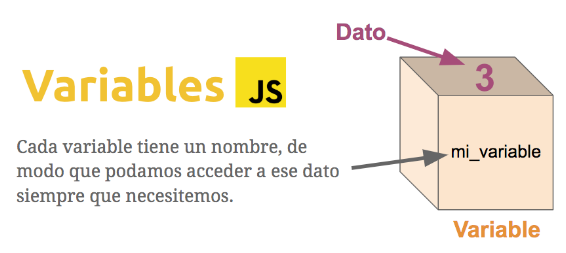 Variables JS
Cada variable tiene un nombre, de
modo que podamos acceder a ese dato
siempre que necesitemos.
Dato
3
mi_variable
Variable